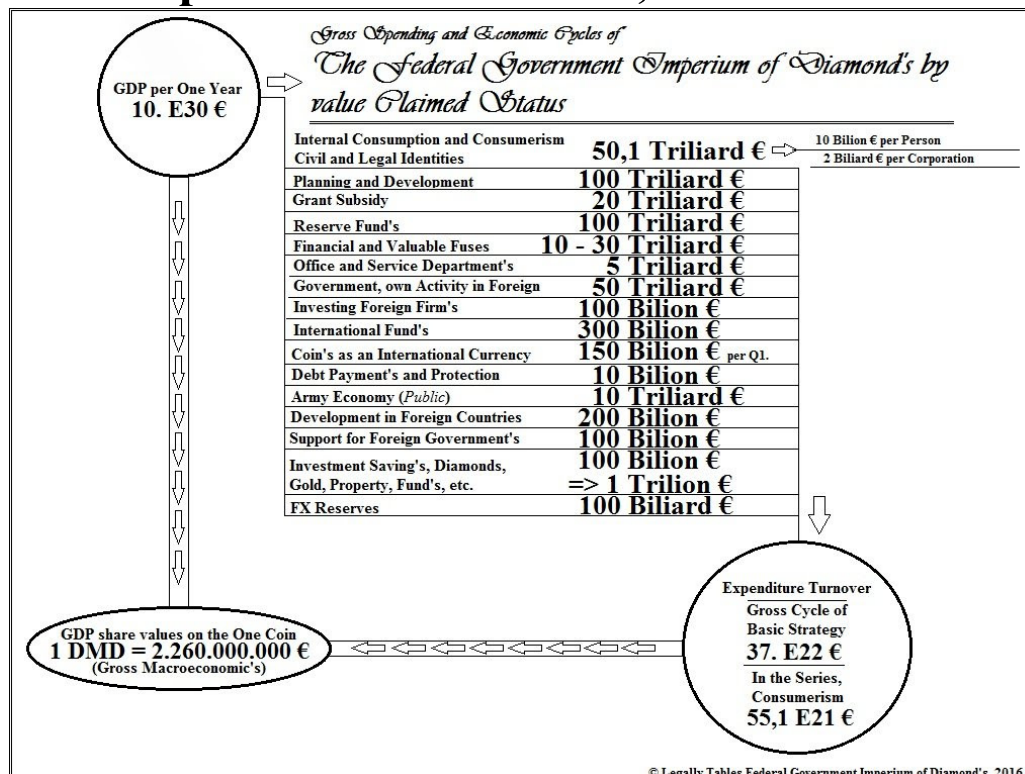 Gross Spending and Economic Cycles of
The Federal Government Imperium of Diamond's by
value Claimed Status
GDP per One Year
10. E30 €
Internal Consumption and Consumerism
Civil and Legal Identities 50,1 Triliard €
10 Bilion € per Person
2 Biliard € per Corporation
Planning and Development 100 Triliard €
Grant Subsidy 20 Triliard €
Reserve Fund's 100 Triliard €
Financial and Valuable Fuses 10 - 30 Triliard €
Office and Service Department's 5 Triliard €
Government, own Activity in Foreign 50 Triliard €
Investing Foreign Firm's 100 Bilion €
International Fund's 300 Bilion €
Coin's as an International Currency 150 Bilion € per Q1.
Debt Payment's and Protection 10 Bilion €
Army Economy (Public) 10 Triliard €
Development in Foreign Countries 200 Bilion €
Support for Foreign Government's 100 Bilion €
Investment Saving's, Diamonds, 100 Bilion €
Gold, Property, Fund's, etc. => 1 Trilion €
FX Reserves 100 Biliard €
Expenditure Turnover
Gross Cycle of
Basic Strategy
37. E22 €
In the Series,
Consumerism
55,1 E21 €
GDP share values on the One Coin
1 DMD = 2.260.000.000 €
(Gross Macroeconomic's)
© Legally Tables Federal Government Imperium of Diamond's, 2016